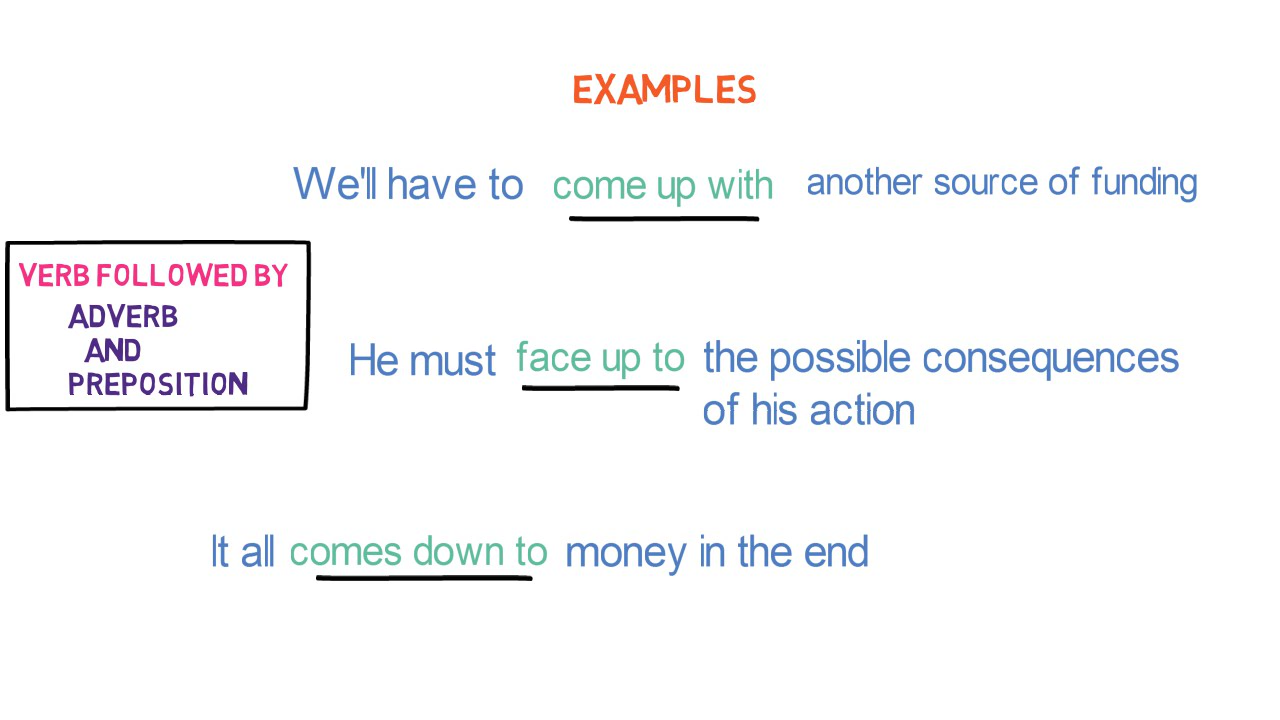 EXAMPLES
We'll have to come up with another source of funding
VERB FOLLOWED BY
ADVERB
AND
PREPOSITION
He must face up to the possible consequences
of his action
It all comes down to money in the end